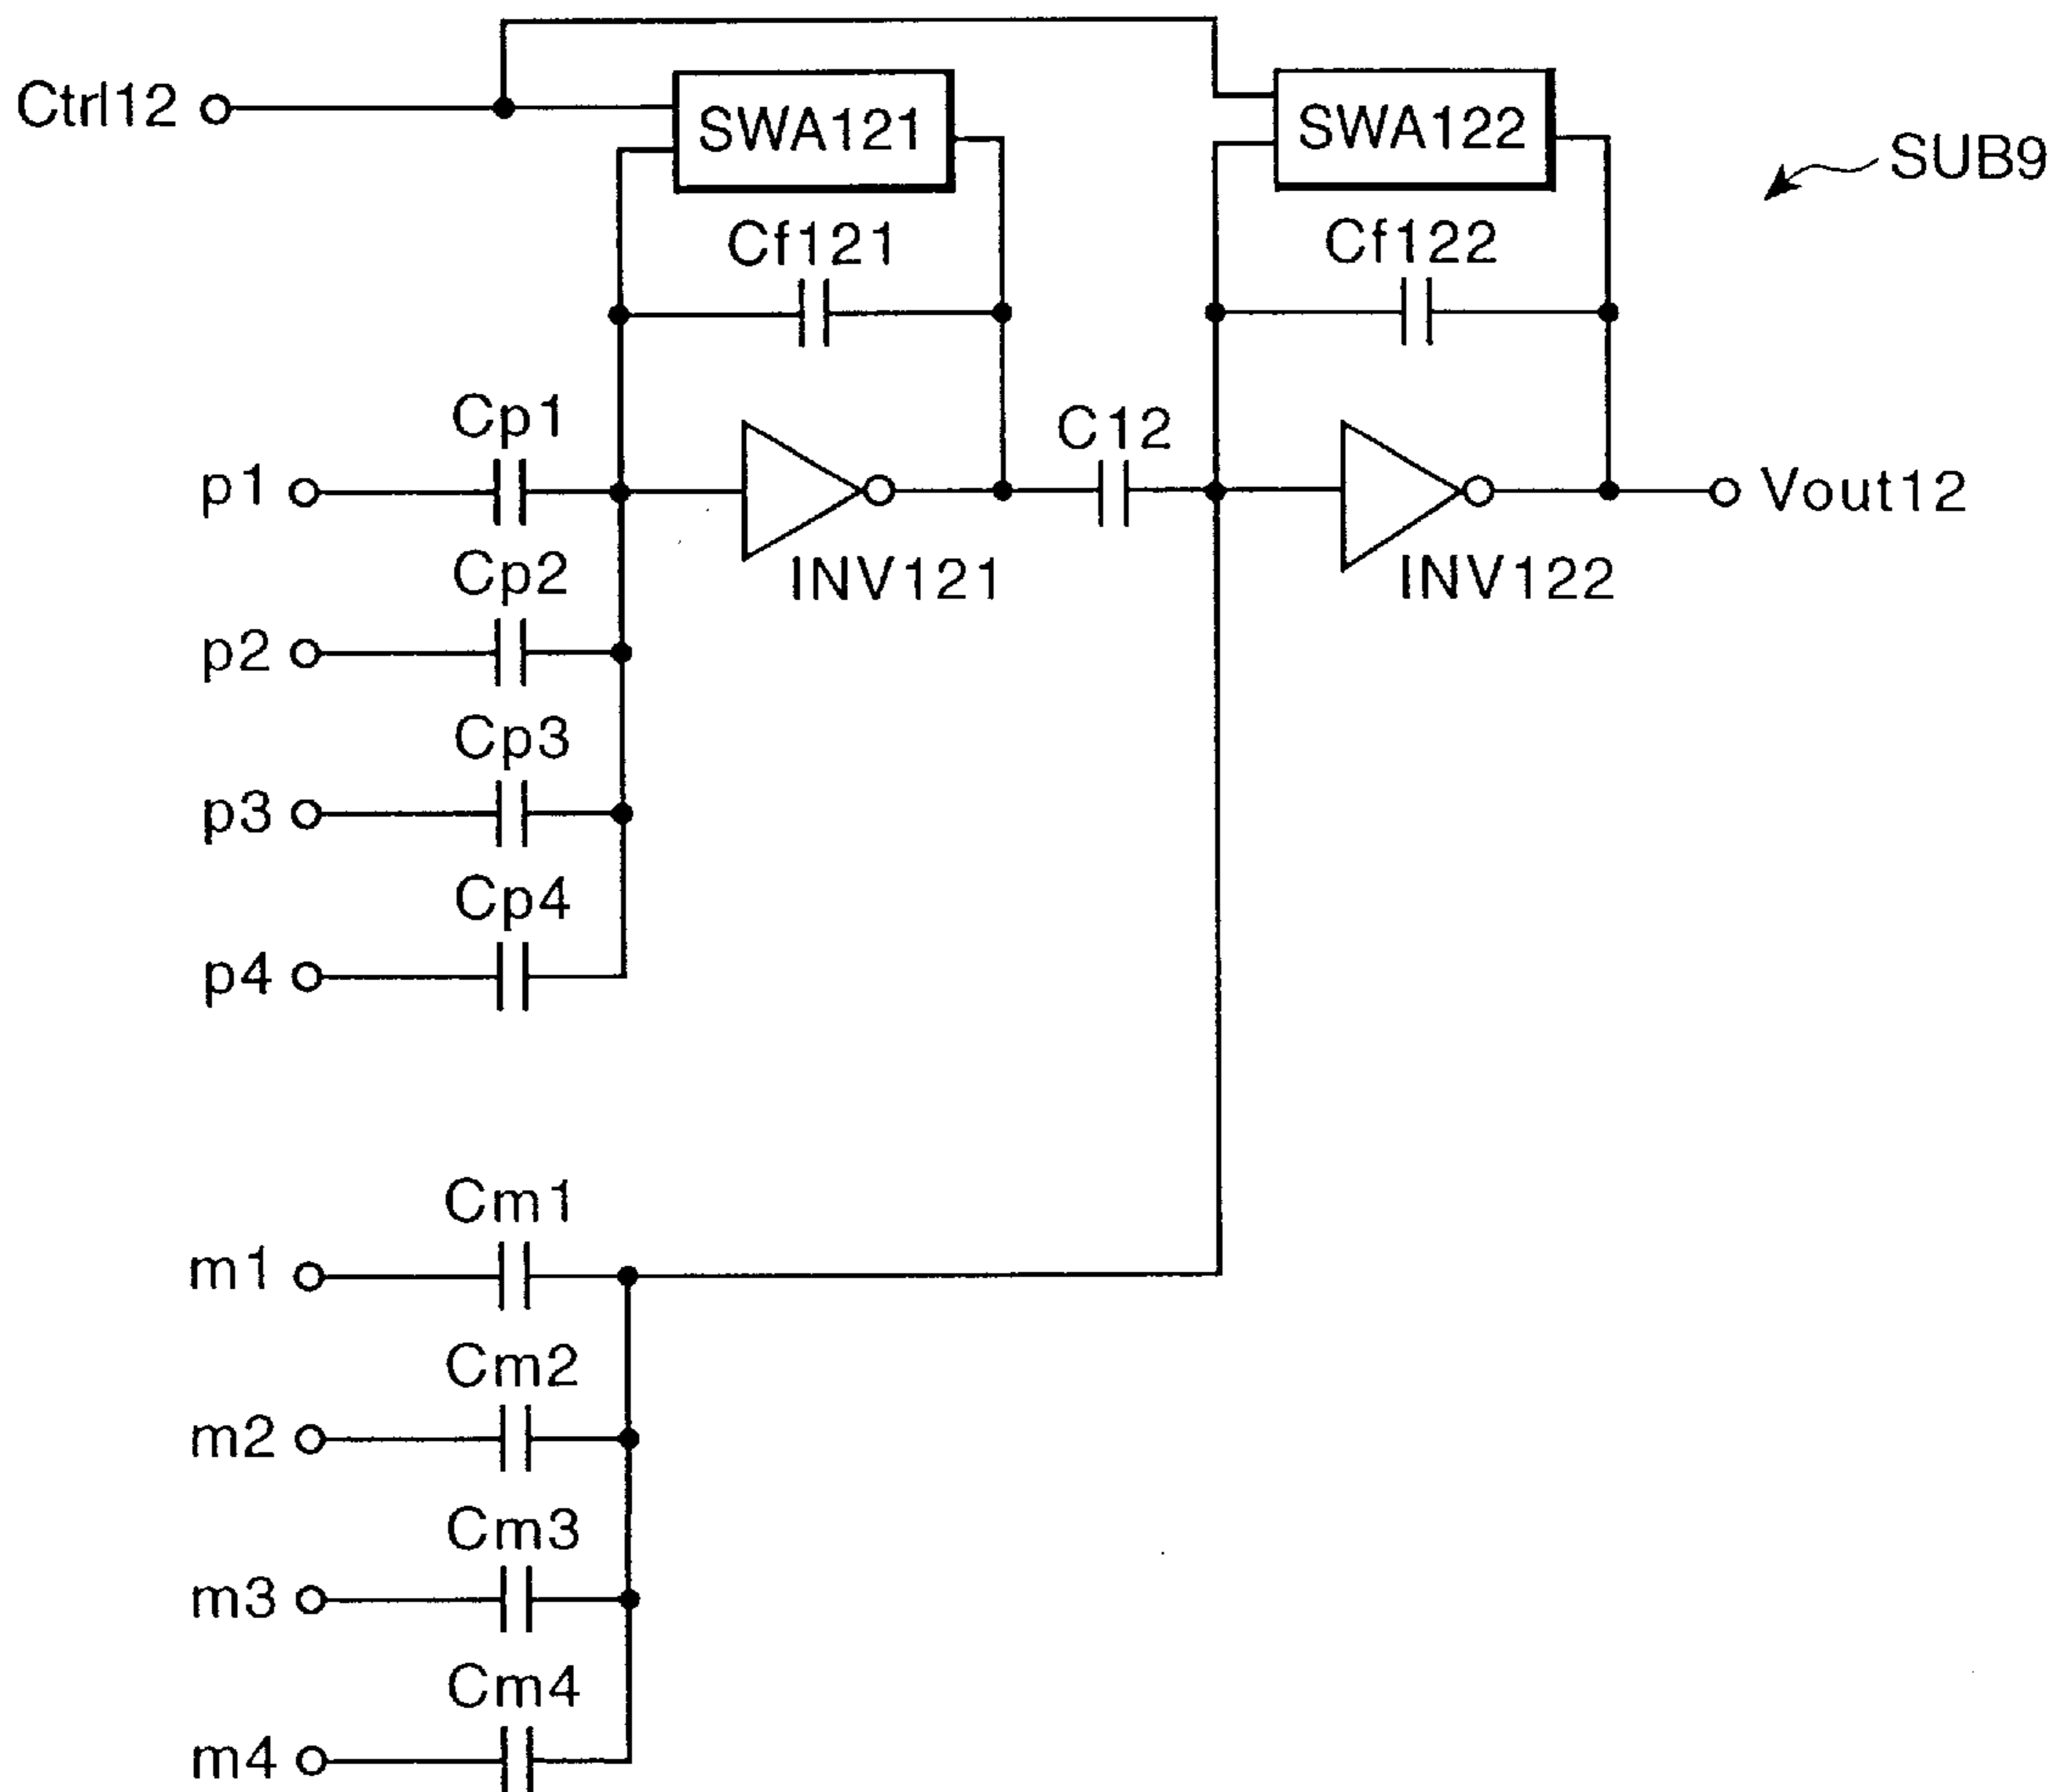 Ctrl12
SWA121
SWA122
SUB9
Cf121
Cf122
Cp1
C12
p1
Vout12
INV121
INV122
Cp2
p2
Cp3
p3
Cp4
p4
Cm1
m1
Cm2
m2
Cm3
m3
Cm4
m4